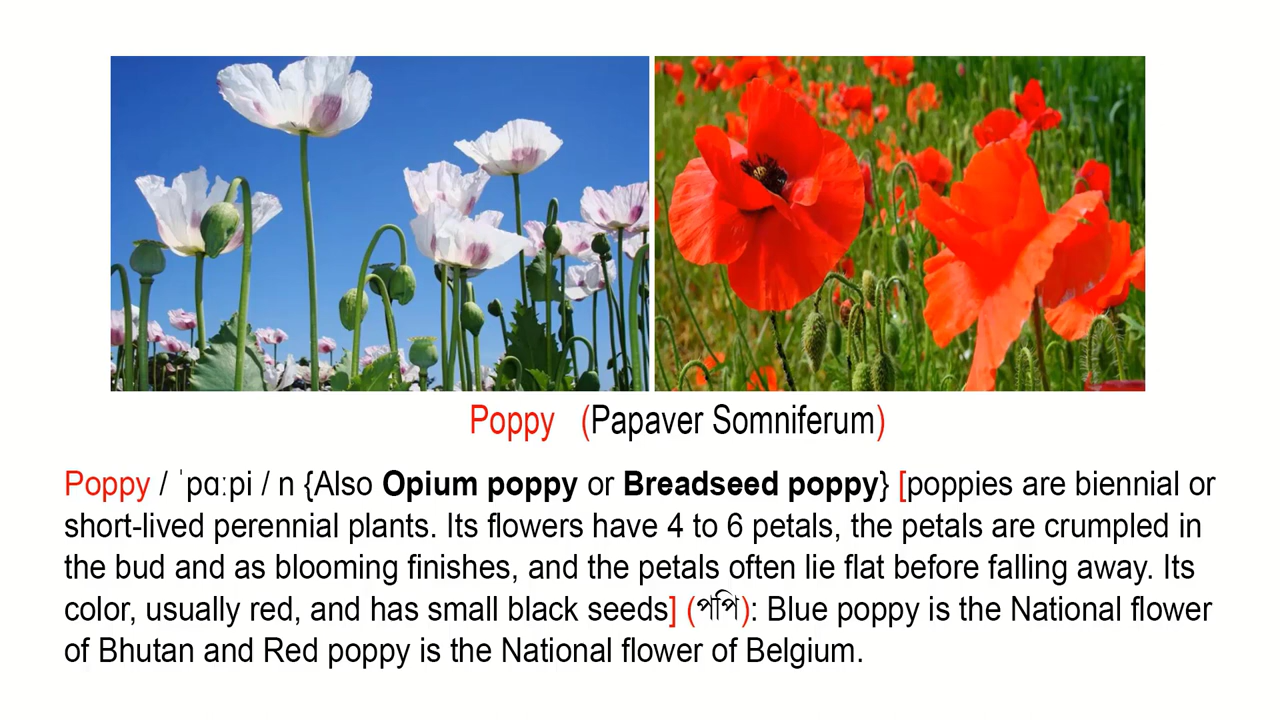 Poppy (Papaver Somniferum)
Poppy / ˈpɑːpi / n {Also Opium poppy or Breadseed poppy} [poppies are biennial or
short-lived perennial plants. Its flowers have 4 to 6 petals, the petals are crumpled in
the bud and as blooming finishes, and the petals often lie flat before falling away. Its
color, usually red, and has small black seeds] (পপি): Blue poppy is the National flower
of Bhutan and Red poppy is the National flower of Belgium.